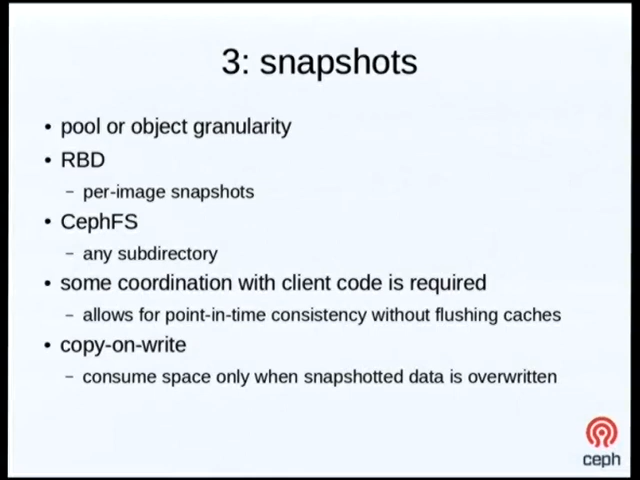 3: snapshots
• pool or object granularity
• RBD
– per-image snapshots
• CephFS
– any subdirectory
• some coordination with client code is required
– allows for point-in-time consistency without flushing caches
• copy-on-write
– consume space only when snapshotted data is overwritten
ceph